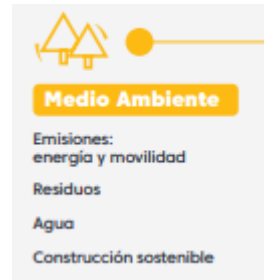 Medio Ambiente
Emisiones:
energía y movilidad
Residuos
Agua
Construcción sostenible